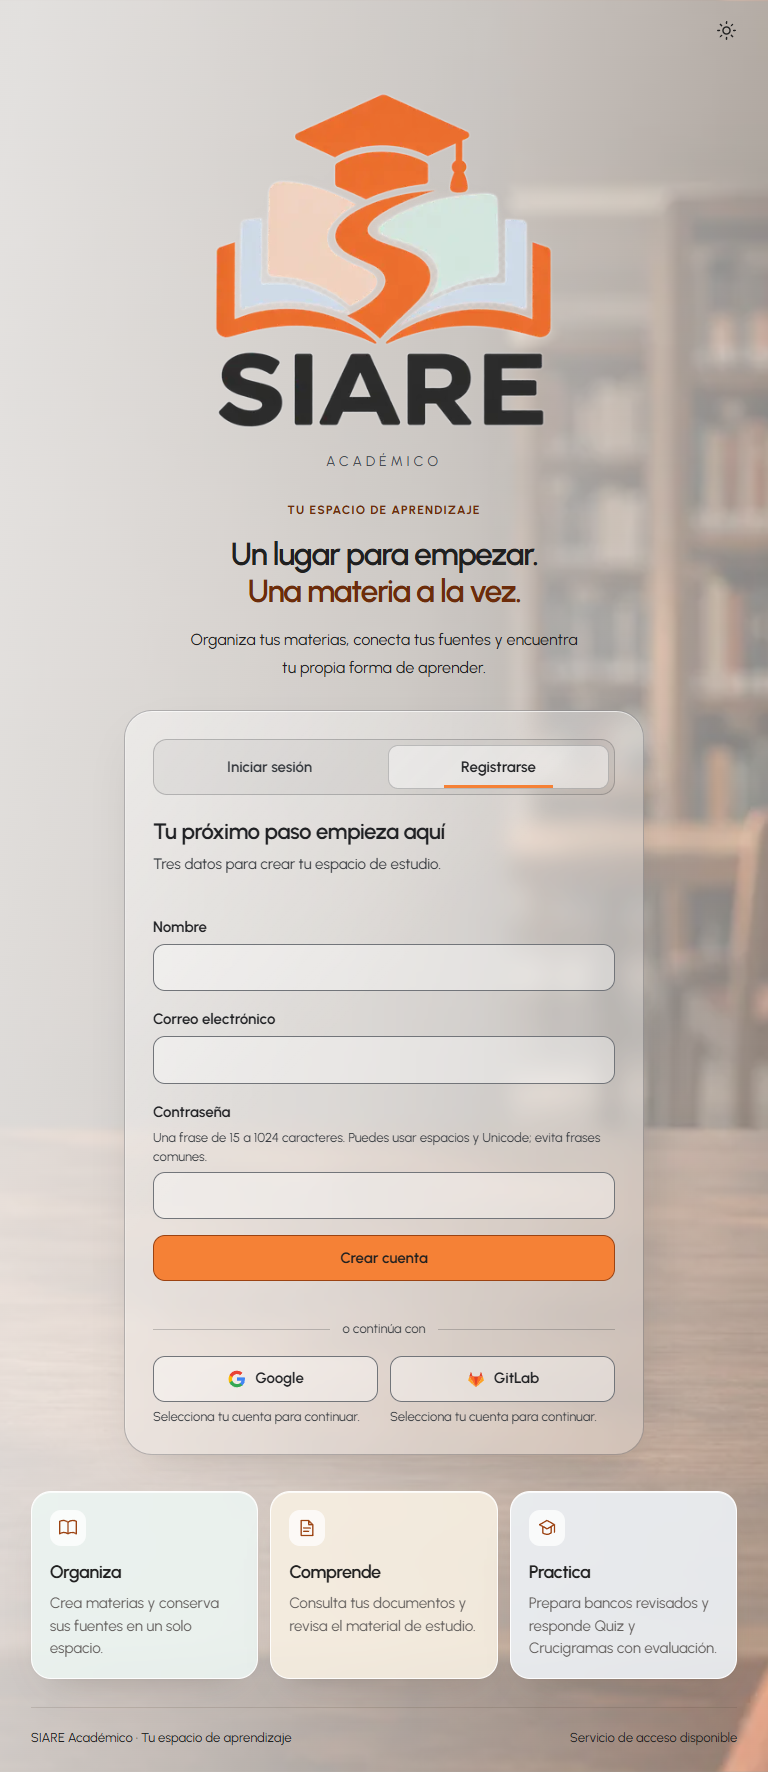 SIARE
ACADÉMICO
TU ESPACIO DE APRENDIZAJE
Un lugar para empezar.
Una materia a la vez.
Organiza tus materias, conecta tus fuentes y encuentra
tu propia forma de aprender.
Iniciar sesión
Registrarse
Tu próximo paso empieza aquí
Tres datos para crear tu espacio de estudio.
Nombre
Correo electrónico
Contraseña
Una frase de 15 a 1024 caracteres. Puedes usar espacios y Unicode; evita frases
comunes.
Crear cuenta
o continúa con
Google
GitLab
Selecciona tu cuenta para continuar.
Selecciona tu cuenta para continuar.
Organiza
Crea materias y conserva
sus fuentes en un solo
espacio.
Comprende
Consulta tus documentos y
revisa el material de estudio.
Practica
Prepara bancos revisados y
responde Quiz y
Crucigramas con evaluación.
SIARE Académico · Tu espacio de aprendizaje
Servicio de acceso disponible